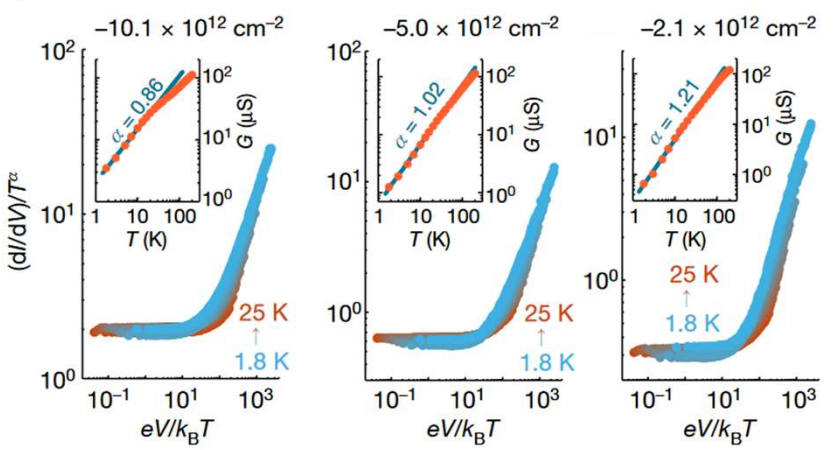 −10.1 × 10¹² cm⁻²
10²
10¹
10⁰
(dI/dV)/Tᵅ
α = 0.86
10²
10¹
10⁰
G (μS)
1 10 100
T (K)
25 K
↑
1.8 K
10⁻¹ 10¹ 10³
eV/k_BT
−5.0 × 10¹² cm⁻²
10²
10¹
10⁰
α = 1.02
10²
10¹
10⁰
G (μS)
1 10 100
T (K)
25 K
↑
1.8 K
10⁻¹ 10¹ 10³
eV/k_BT
−2.1 × 10¹² cm⁻²
10¹
10⁰
α = 1.21
10²
10¹
10⁰
G (μS)
1 10 100
T (K)
25 K
↑
1.8 K
10⁻¹ 10¹ 10³
eV/k_BT